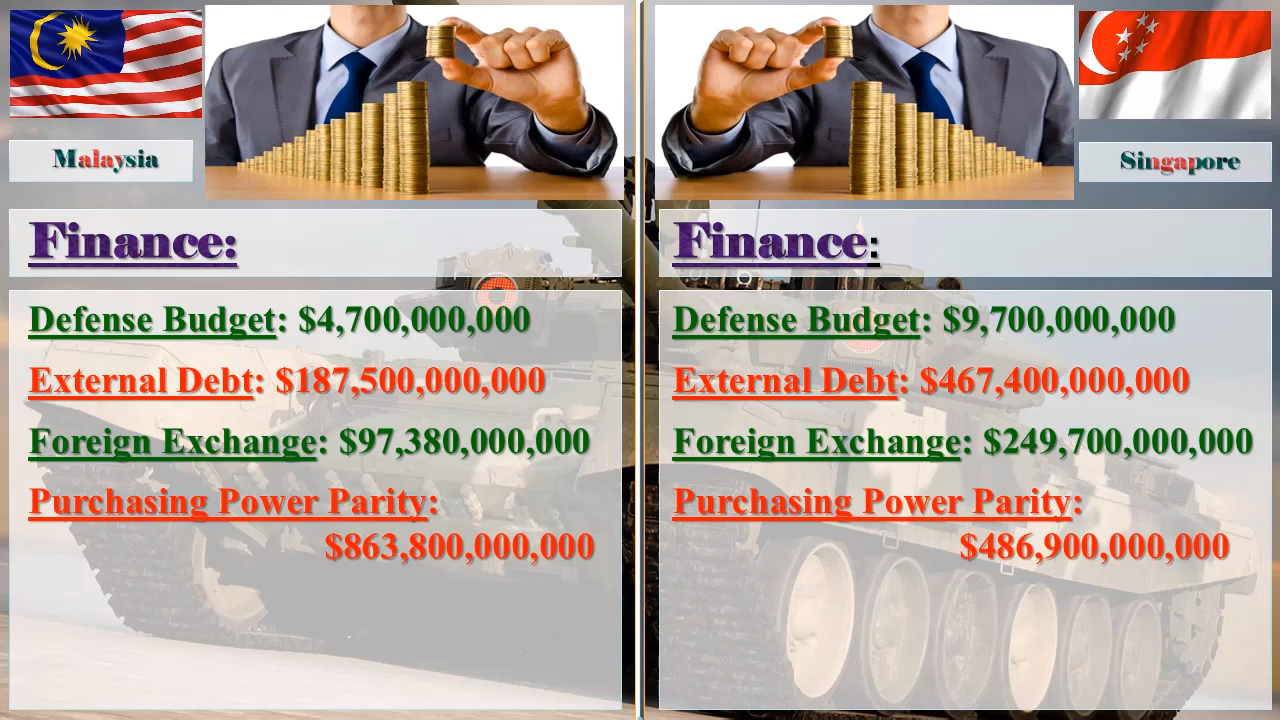 Malaysia
Finance:
Defense Budget: $4,700,000,000
External Debt: $187,500,000,000
Foreign Exchange: $97,380,000,000
Purchasing Power Parity:
$863,800,000,000
Singapore
Finance:
Defense Budget: $9,700,000,000
External Debt: $467,400,000,000
Foreign Exchange: $249,700,000,000
Purchasing Power Parity:
$486,900,000,000